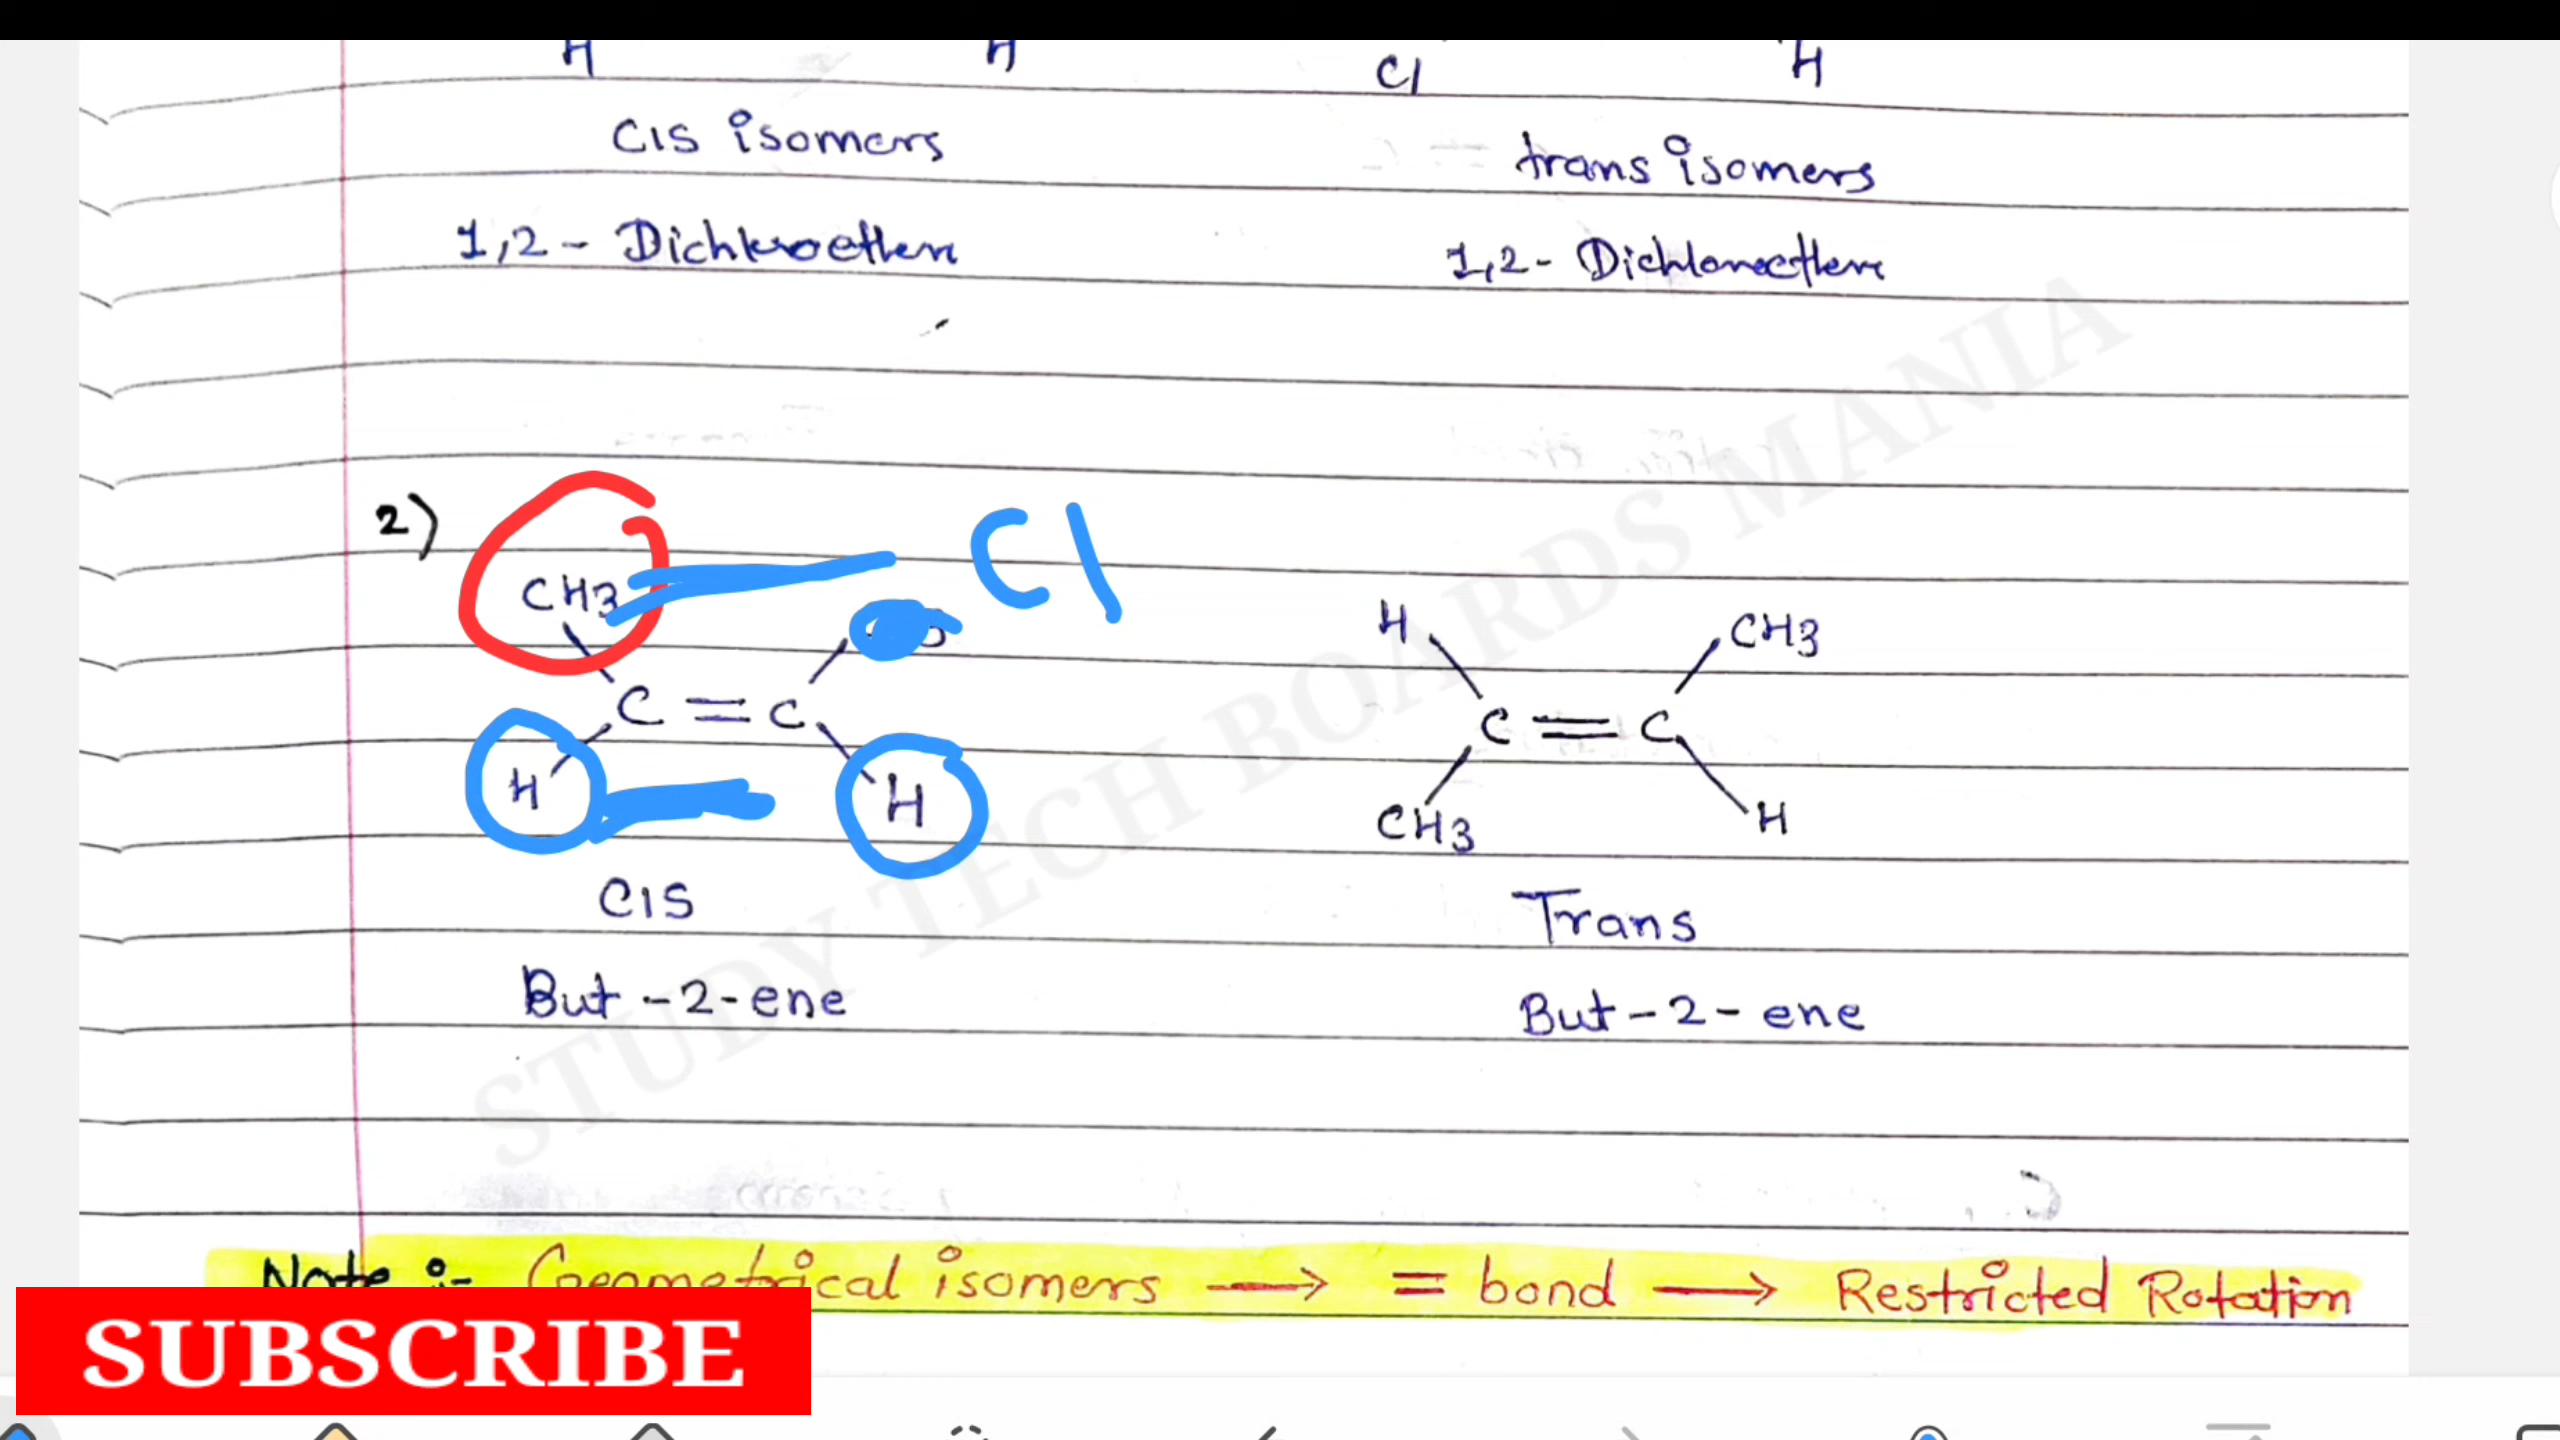 H H Cl H
CIS isomers trans isomers
1,2 - Dichloroethen 1,2 - Dichloroethene
2)
CH3 Cl
H CH3
C = C C = C
H H CH3 H
CIS Trans
But - 2 - ene But - 2 - ene
STUDY TECH BOARDS MANIA
Note :- Geometrical isomers → = bond → Restricted Rotation
SUBSCRIBE